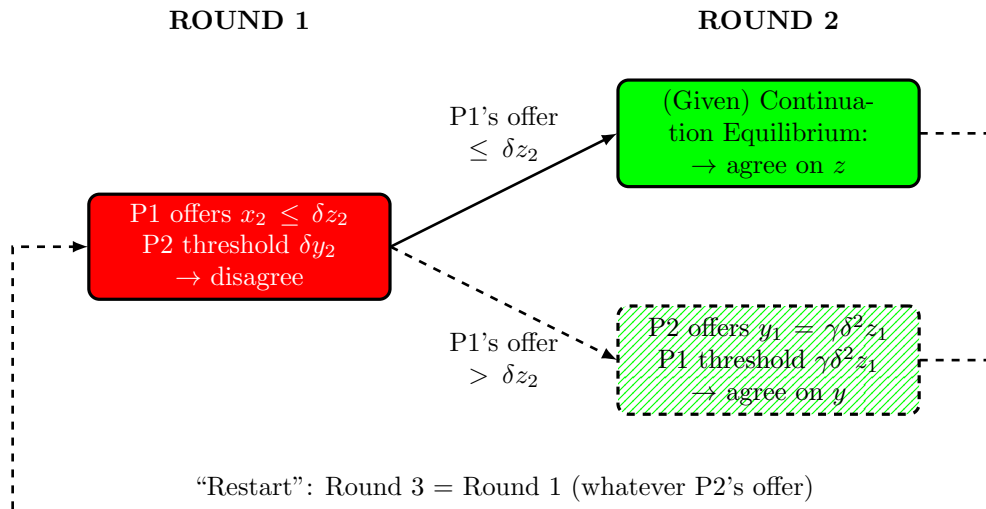 ROUND 1
ROUND 2
P1's offer
≤ δz₂
(Given) Continua-
tion Equilibrium:
→ agree on z
P1 offers x₂ ≤ δz₂
P2 threshold δy₂
→ disagree
P1's offer
> δz₂
P2 offers y₁ = γδ²z₁
P1 threshold γδ²z₁
→ agree on y
“Restart”: Round 3 = Round 1 (whatever P2's offer)